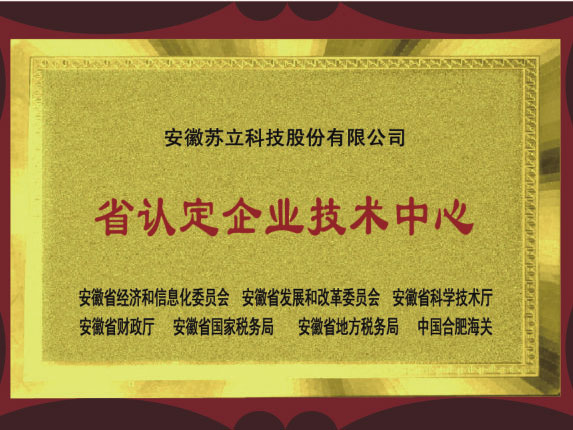 安徽苏立科技股份有限公司
省认定企业技术中心
安徽省经济和信息化委员会 安徽省发展和改革委员会 安徽省科学技术厅
安徽省财政厅 安徽省国家税务局 安徽省地方税务局 中国合肥海关